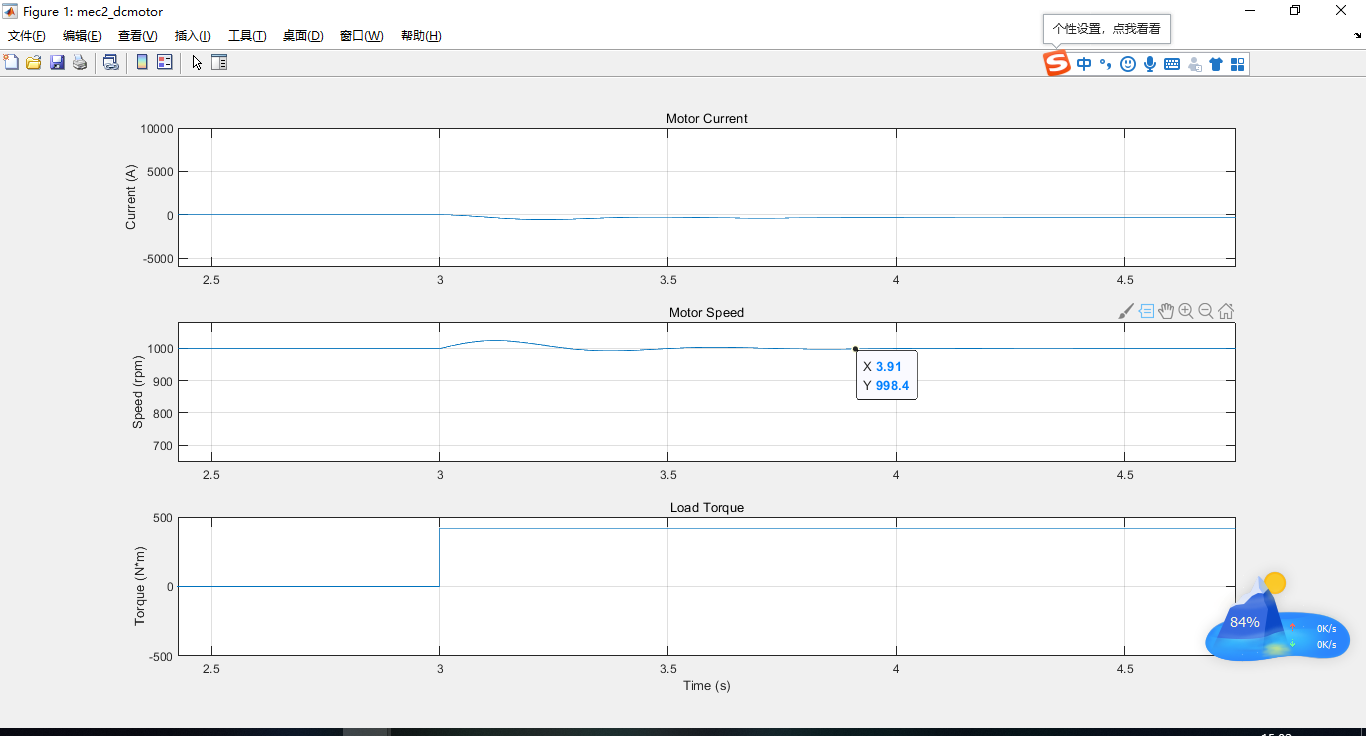 Figure 1: mec2_dcmotor
文件(F) 编辑(E) 查看(V) 插入(I) 工具(T) 桌面(D) 窗口(W) 帮助(H)
个性设置，点我看看
中
Motor Current
10000
5000
0
-5000
Current (A)
2.5 3 3.5 4 4.5
Motor Speed
1000
900
800
700
Speed (rpm)
X 3.91
Y 998.4
2.5 3 3.5 4 4.5
Load Torque
500
0
-500
Torque (N*m)
2.5 3 3.5 4 4.5
Time (s)
84%
0K/s
0K/s